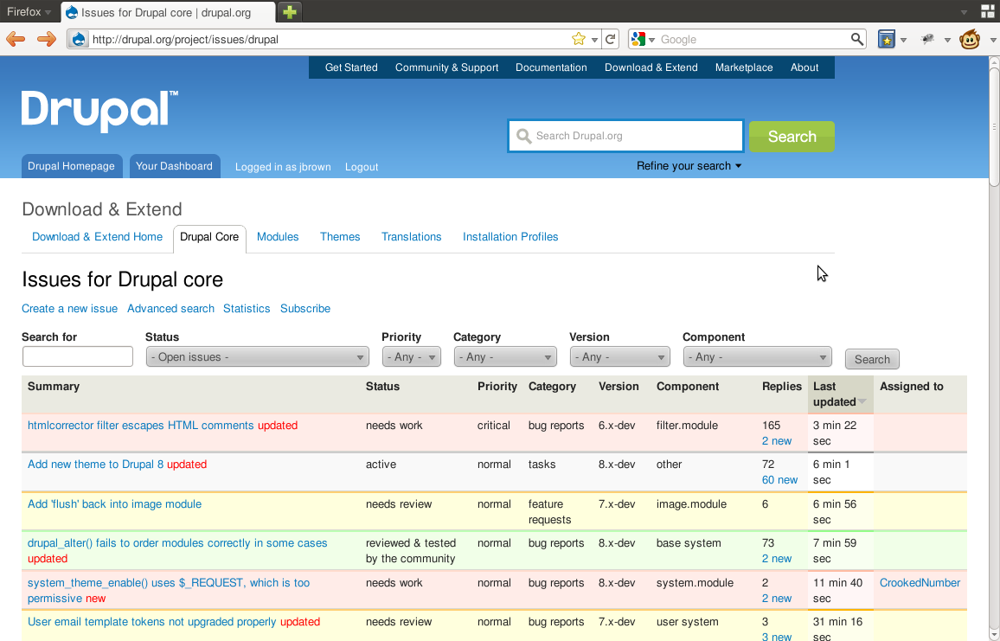 Firefox
Issues for Drupal core | drupal.org
http://drupal.org/project/issues/drupal
Google
Get Started Community & Support Documentation Download & Extend Marketplace About
Drupal™
Search Drupal.org
Search
Refine your search
Drupal Homepage Your Dashboard Logged in as jbrown Logout
Download & Extend
Download & Extend Home Drupal Core Modules Themes Translations Installation Profiles
Issues for Drupal core
Create a new issue Advanced search Statistics Subscribe
Search for Status Priority Category Version Component
- Open issues - - Any - - Any - - Any - - Any - Search
Summary Status Priority Category Version Component Replies Last
updated Assigned to
htmlcorrector filter escapes HTML comments updated needs work critical bug reports 6.x-dev filter.module 165 3 min 22
2 new sec
Add new theme to Drupal 8 updated active normal tasks 8.x-dev other 72 6 min 1
60 new sec
Add 'flush' back into image module needs review normal feature 7.x-dev image.module 6 6 min 56
requests sec
drupal_alter() fails to order modules correctly in some cases reviewed & tested normal bug reports 8.x-dev base system 73 7 min 59
updated by the community 2 new sec
system_theme_enable() uses $_REQUEST, which is too needs work normal bug reports 8.x-dev system.module 2 11 min 40 CrookedNumber
permissive new 2 new sec
User email template tokens not upgraded properly updated needs review normal bug reports 7.x-dev user system 3 31 min 16
3 new sec